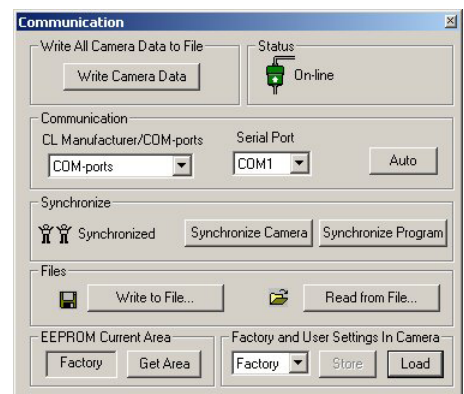 Communication
Write All Camera Data to File
Write Camera Data
Status
On-line
Communication
CL Manufacturer/COM-ports
COM-ports
Serial Port
COM1
Auto
Synchronize
Synchronized
Synchronize Camera
Synchronize Program
Files
Write to File...
Read from File...
EEPROM Current Area
Factory
Get Area
Factory and User Settings In Camera
Factory
Store
Load